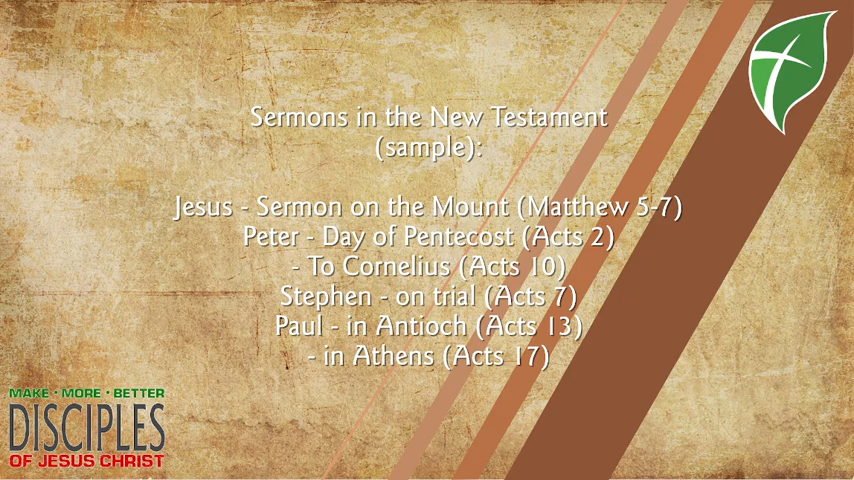 Sermons in the New Testament
(sample):
Jesus - Sermon on the Mount (Matthew 5-7)
Peter - Day of Pentecost (Acts 2)
- To Cornelius (Acts 10)
Stephen - on trial (Acts 7)
Paul - in Antioch (Acts 13)
- in Athens (Acts 17)
MAKE • MORE • BETTER
DISCIPLES
OF JESUS CHRIST